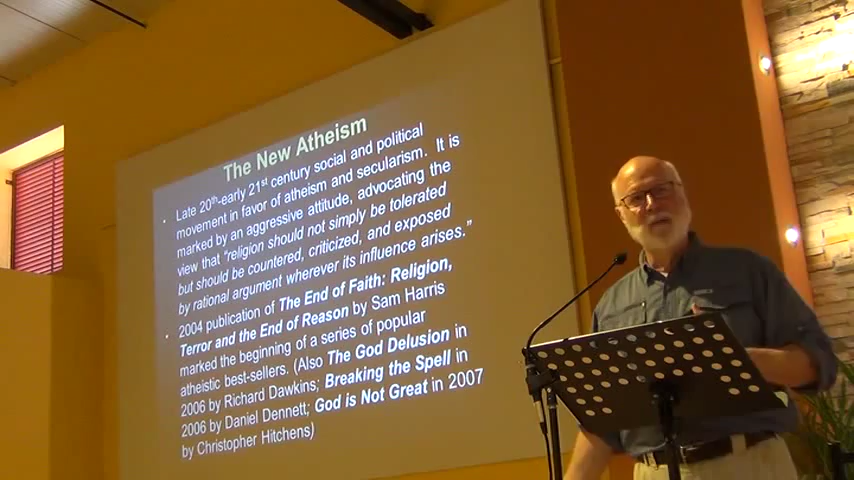 The New Atheism
• Late 20th-early 21st century social and political
movement in favor of atheism and secularism. It is
marked by an aggressive attitude, advocating the
view that "religion should not simply be tolerated
but should be countered, criticized, and exposed
by rational argument wherever its influence arises."
• 2004 publication of The End of Faith: Religion,
Terror and the End of Reason by Sam Harris
marked the beginning of a series of popular
atheistic best-sellers. (Also The God Delusion in
2006 by Richard Dawkins; Breaking the Spell in
2006 by Daniel Dennett; God is Not Great in 2007
by Christopher Hitchens)